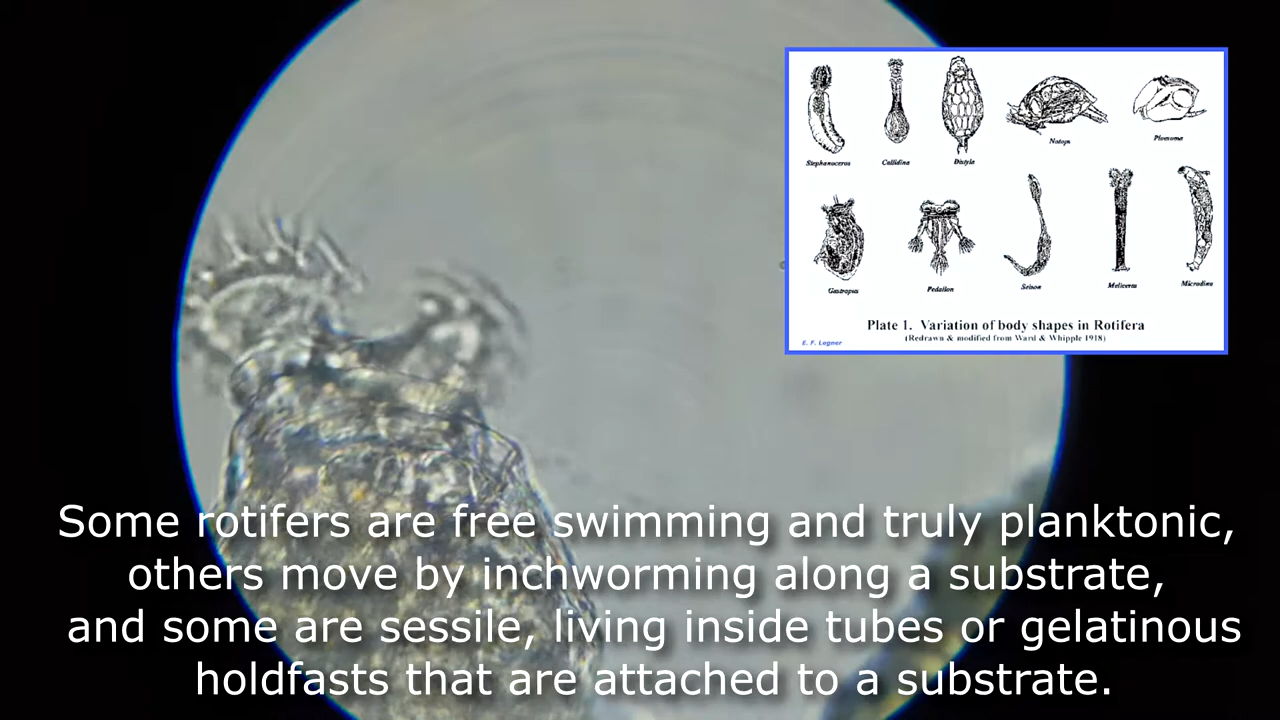 Stephanoceros Callidina Distyla Notops Ploesoma
Gastropus Pedalion Seison Melicerta Microdina
Plate 1. Variation of body shapes in Rotifera
(Redrawn & modified from Ward & Whipple 1918)
E. F. Legner
Some rotifers are free swimming and truly planktonic,
others move by inchworming along a substrate,
and some are sessile, living inside tubes or gelatinous
holdfasts that are attached to a substrate.